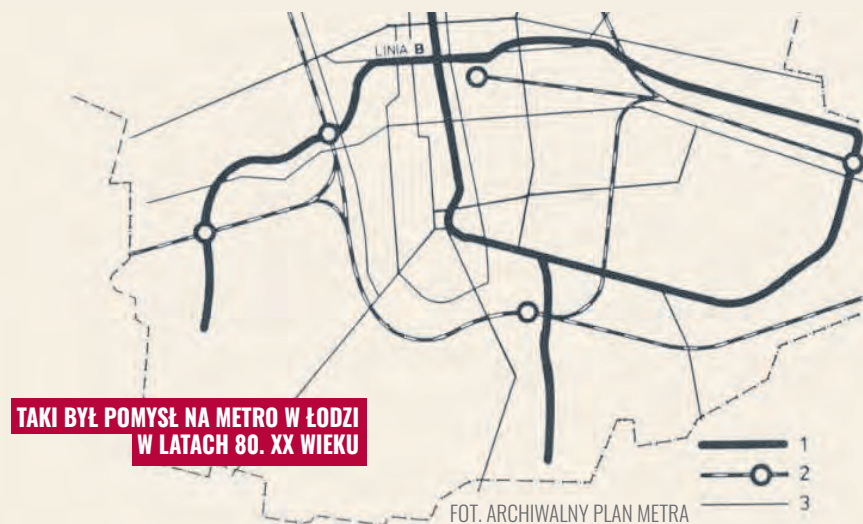 LINIA B
TAKI BYŁ POMYSŁ NA METRO W ŁODZI
W LATACH 80. XX WIEKU
1
2
3
FOT. ARCHIWALNY PLAN METRA